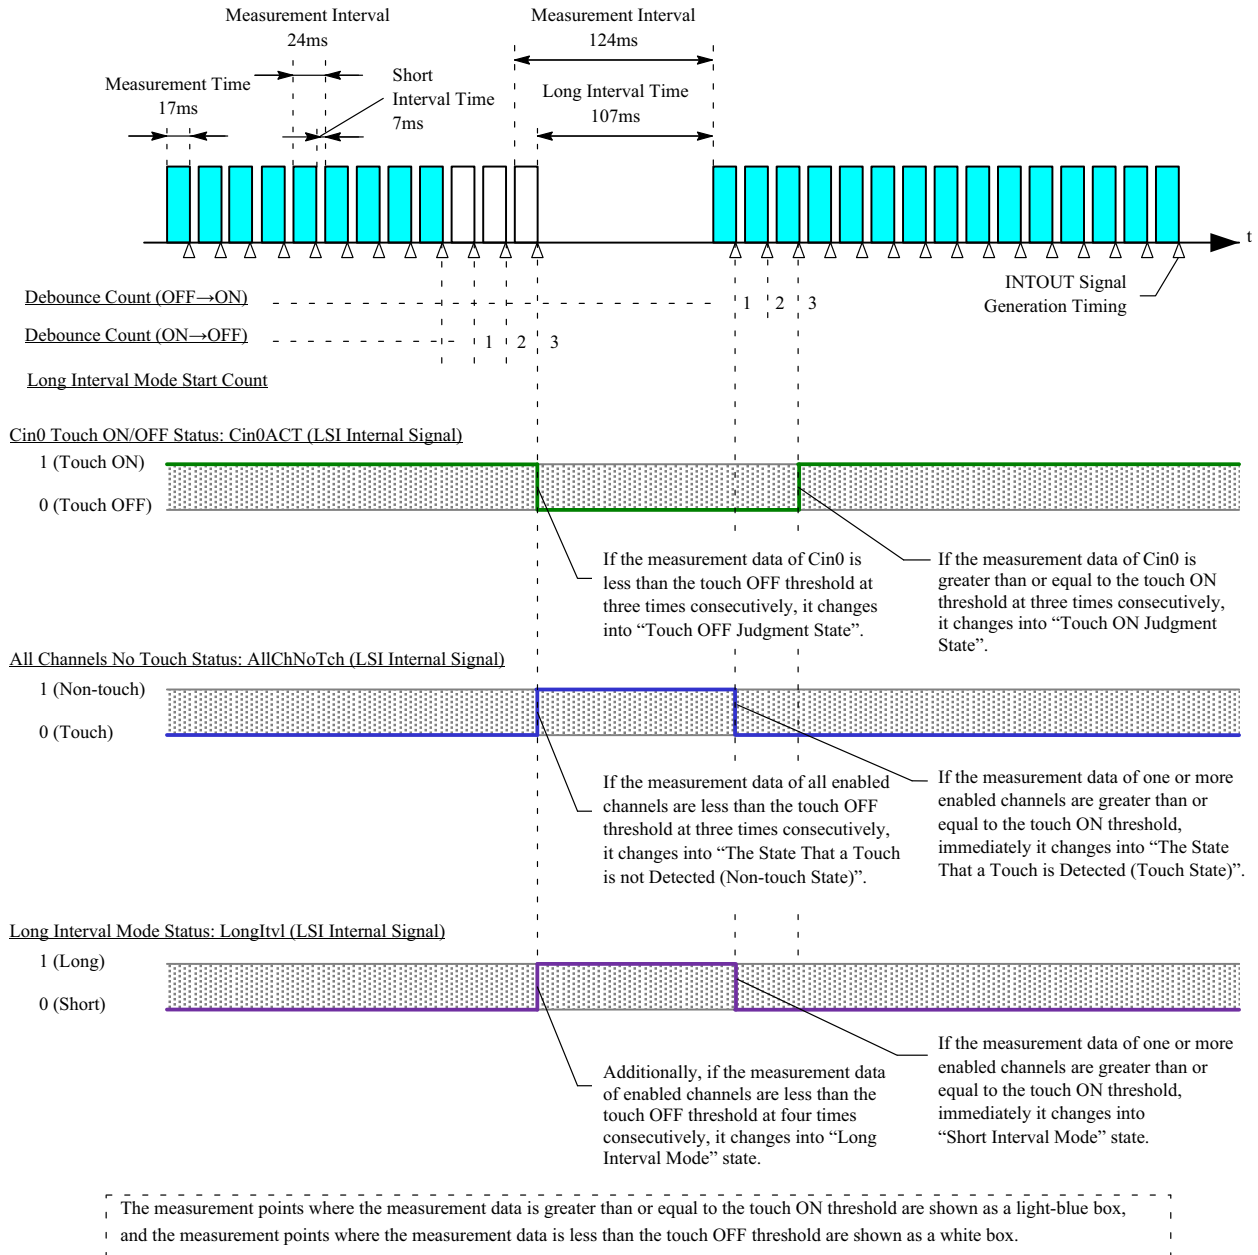 Measurement Interval
24ms
Measurement Interval
124ms
Measurement Time
17ms
Short
Interval Time
7ms
Long Interval Time
107ms
t
INTOUT Signal
Generation Timing
Debounce Count (OFF→ON)
1 2 3
Debounce Count (ON→OFF)
1 2 3
Long Interval Mode Start Count
Cin0 Touch ON/OFF Status: Cin0ACT (LSI Internal Signal)
1 (Touch ON)
0 (Touch OFF)
If the measurement data of Cin0 is
less than the touch OFF threshold at
three times consecutively, it changes
into “Touch OFF Judgment State”.
If the measurement data of Cin0 is
greater than or equal to the touch ON
threshold at three times consecutively,
it changes into “Touch ON Judgment
State”.
All Channels No Touch Status: AllChNoTch (LSI Internal Signal)
1 (Non-touch)
0 (Touch)
If the measurement data of all enabled
channels are less than the touch OFF
threshold at three times consecutively,
it changes into “The State That a Touch
is not Detected (Non-touch State)”.
If the measurement data of one or more
enabled channels are greater than or
equal to the touch ON threshold,
immediately it changes into “The State
That a Touch is Detected (Touch State)”.
Long Interval Mode Status: LongItvl (LSI Internal Signal)
1 (Long)
0 (Short)
Additionally, if the measurement data
of enabled channels are less than the
touch OFF threshold at four times
consecutively, it changes into “Long
Interval Mode” state.
If the measurement data of one or more
enabled channels are greater than or
equal to the touch ON threshold,
immediately it changes into
“Short Interval Mode” state.
The measurement points where the measurement data is greater than or equal to the touch ON threshold are shown as a light-blue box,
and the measurement points where the measurement data is less than the touch OFF threshold are shown as a white box.